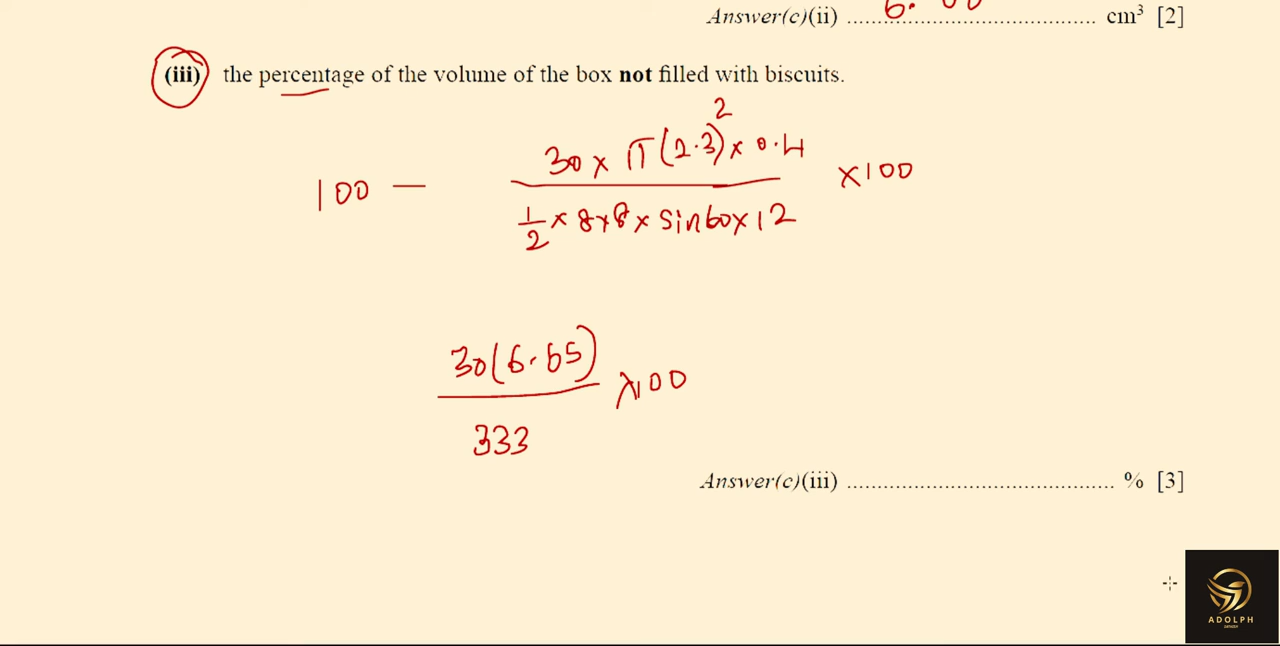 Answer(c)(ii) .......................................... cm³ [2]
(iii) the percentage of the volume of the box not filled with biscuits.
100 - 30 × π(2.3)² × 0.4 / ½ × 8 × 8 × sin60 × 12 × 100
30(6.65) / 333 × 100
Answer(c)(iii) .......................................... % [3]
ADOLPH